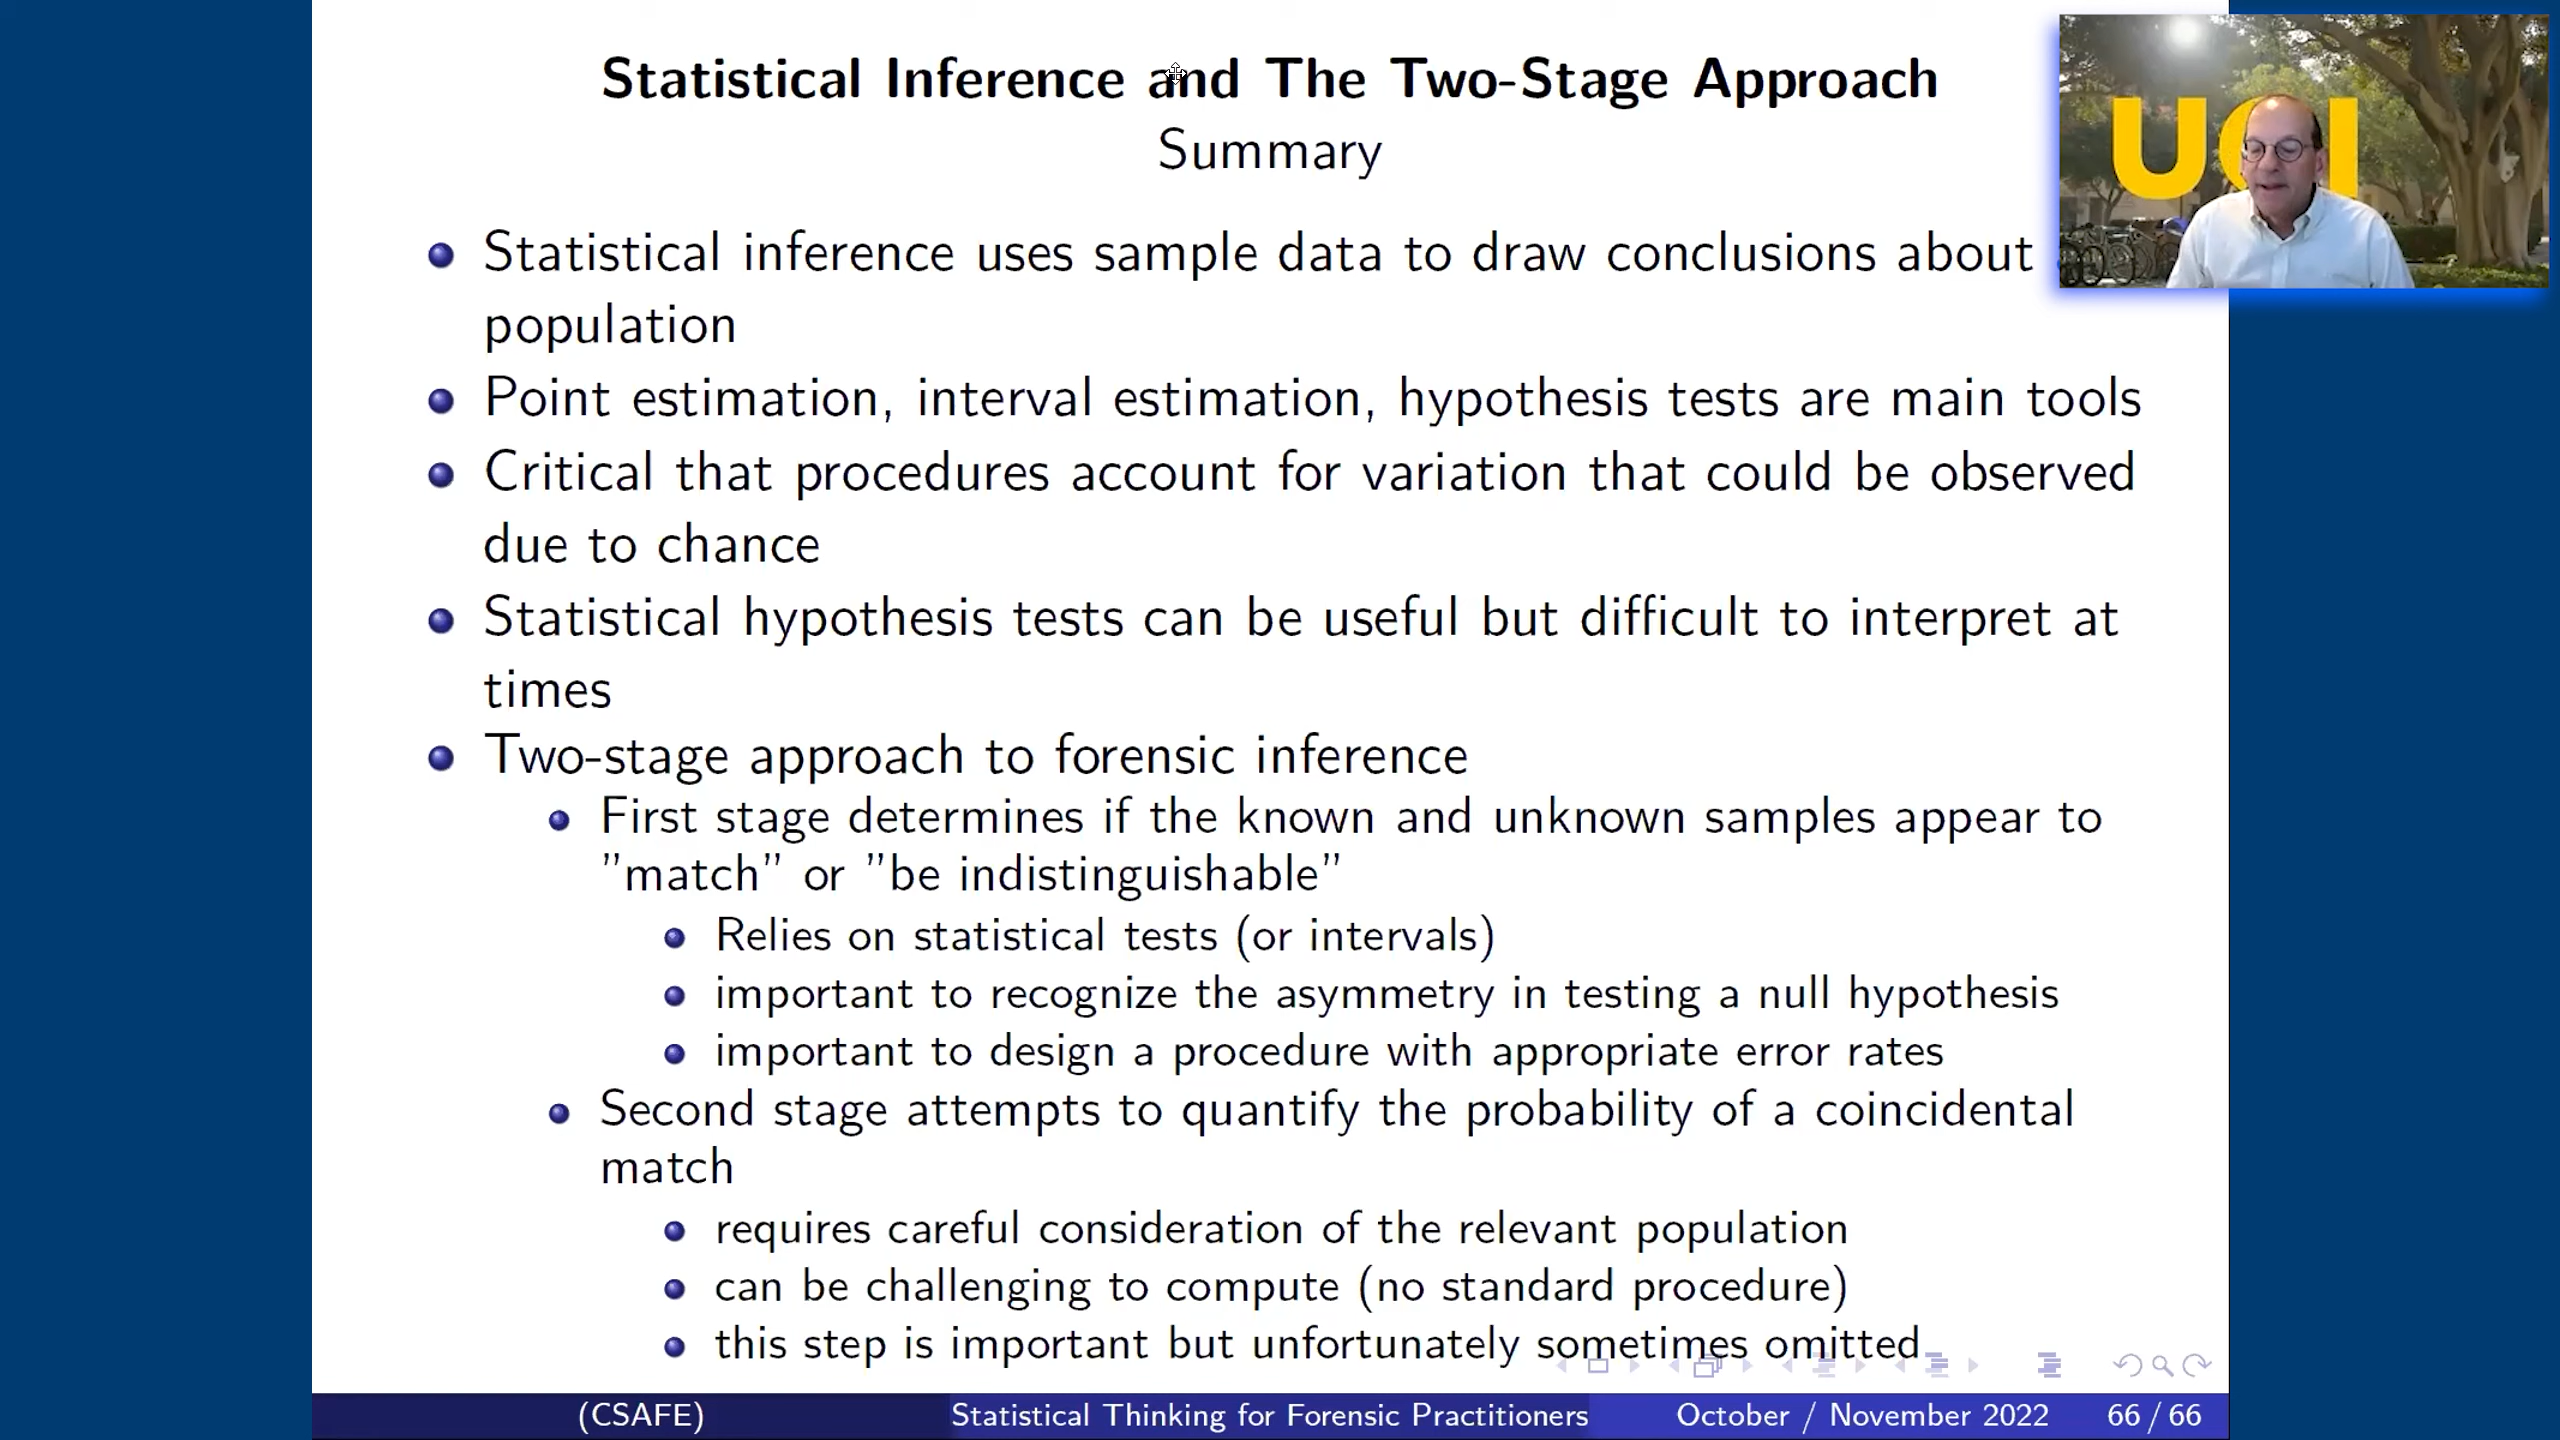 Statistical Inference and The Two-Stage Approach
Summary
UCI
Statistical inference uses sample data to draw conclusions about
population
Point estimation, interval estimation, hypothesis tests are main tools
Critical that procedures account for variation that could be observed
due to chance
Statistical hypothesis tests can be useful but difficult to interpret at
times
Two-stage approach to forensic inference
First stage determines if the known and unknown samples appear to
”match” or ”be indistinguishable”
Relies on statistical tests (or intervals)
important to recognize the asymmetry in testing a null hypothesis
important to design a procedure with appropriate error rates
Second stage attempts to quantify the probability of a coincidental
match
requires careful consideration of the relevant population
can be challenging to compute (no standard procedure)
this step is important but unfortunately sometimes omitted
(CSAFE) Statistical Thinking for Forensic Practitioners October / November 2022 66 / 66